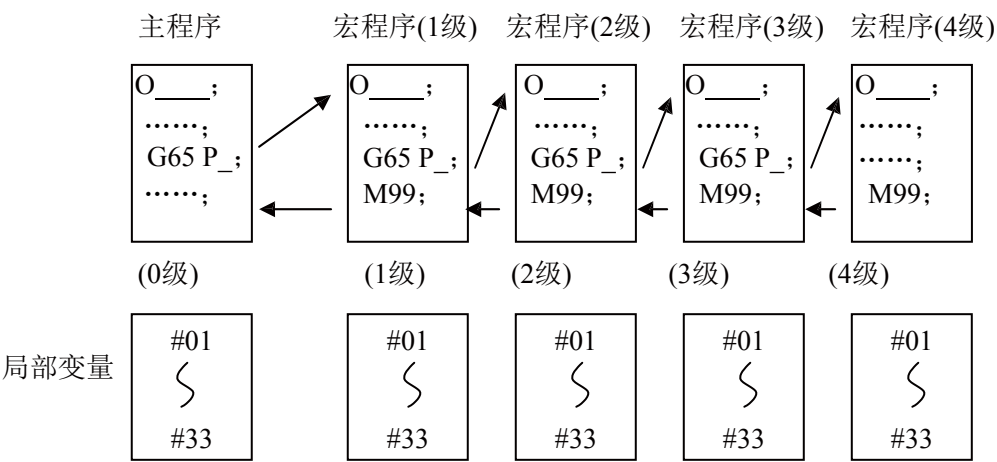 主程序 宏程序(1级) 宏程序(2级) 宏程序(3级) 宏程序(4级)
O____; O____; O____; O____; O____;
……; ……; ……; ……; ……;
G65 P_; G65 P_; G65 P_; G65 P_; ……;
……; M99; M99; M99; M99;
(0级) (1级) (2级) (3级) (4级)
#01 #01 #01 #01 #01
局部变量
#33 #33 #33 #33 #33